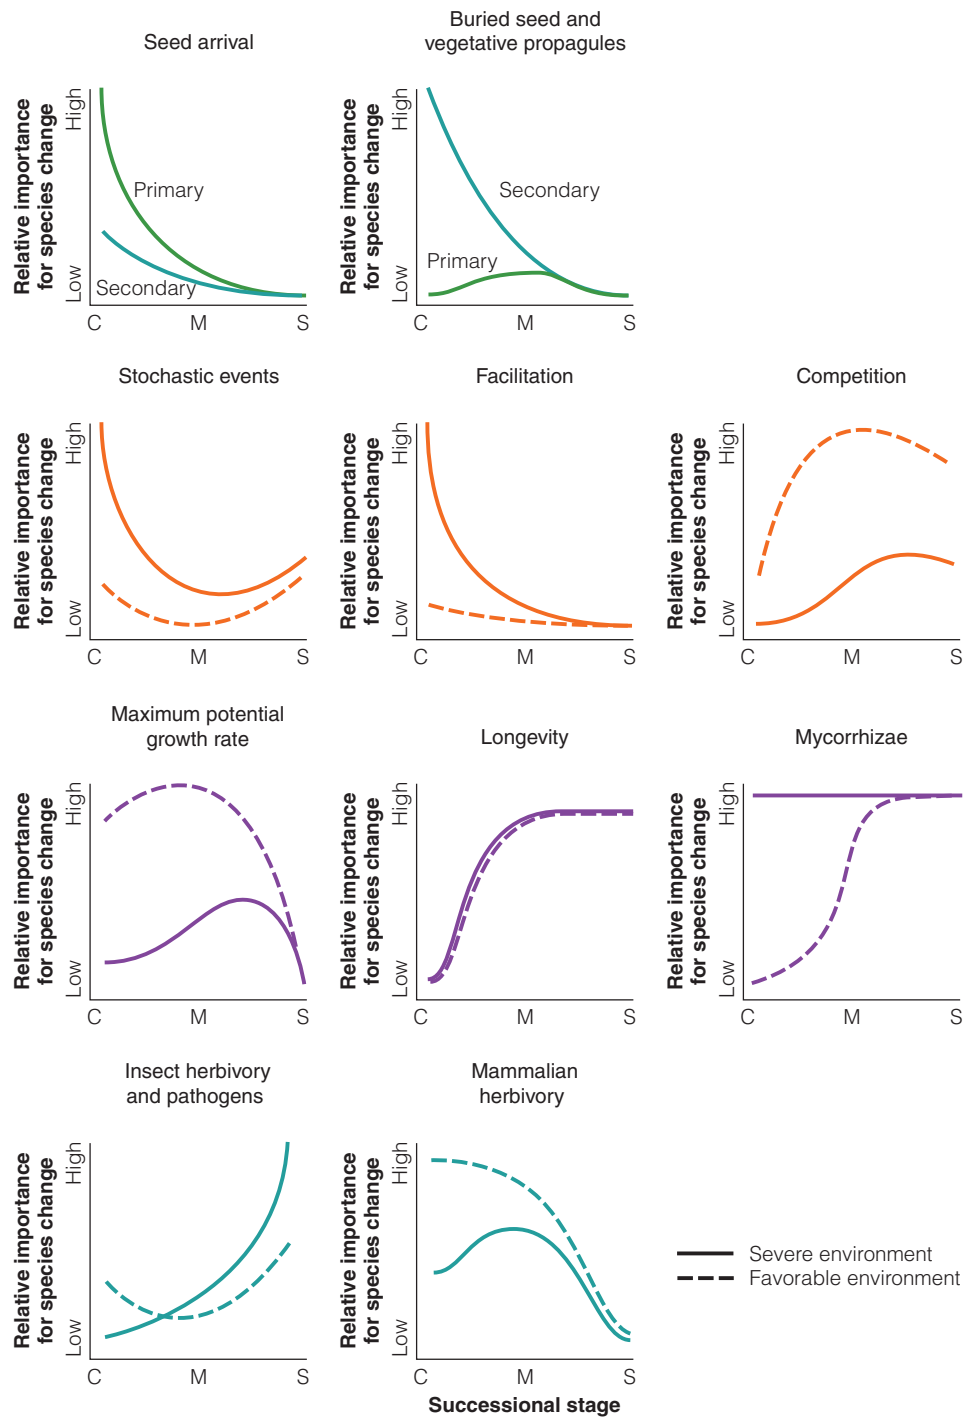 Seed arrival
Relative importance
for species change
High
Low
Primary
Secondary
C M S
Buried seed and
vegetative propagules
Relative importance
for species change
High
Low
Secondary
Primary
C M S
Stochastic events
Relative importance
for species change
High
Low
C M S
Facilitation
Relative importance
for species change
High
Low
C M S
Competition
Relative importance
for species change
High
Low
C M S
Maximum potential
growth rate
Relative importance
for species change
High
Low
C M S
Longevity
Relative importance
for species change
High
Low
C M S
Mycorrhizae
Relative importance
for species change
High
Low
C M S
Insect herbivory
and pathogens
Relative importance
for species change
High
Low
C M S
Mammalian
herbivory
Relative importance
for species change
High
Low
C M S
Successional stage
Severe environment
Favorable environment